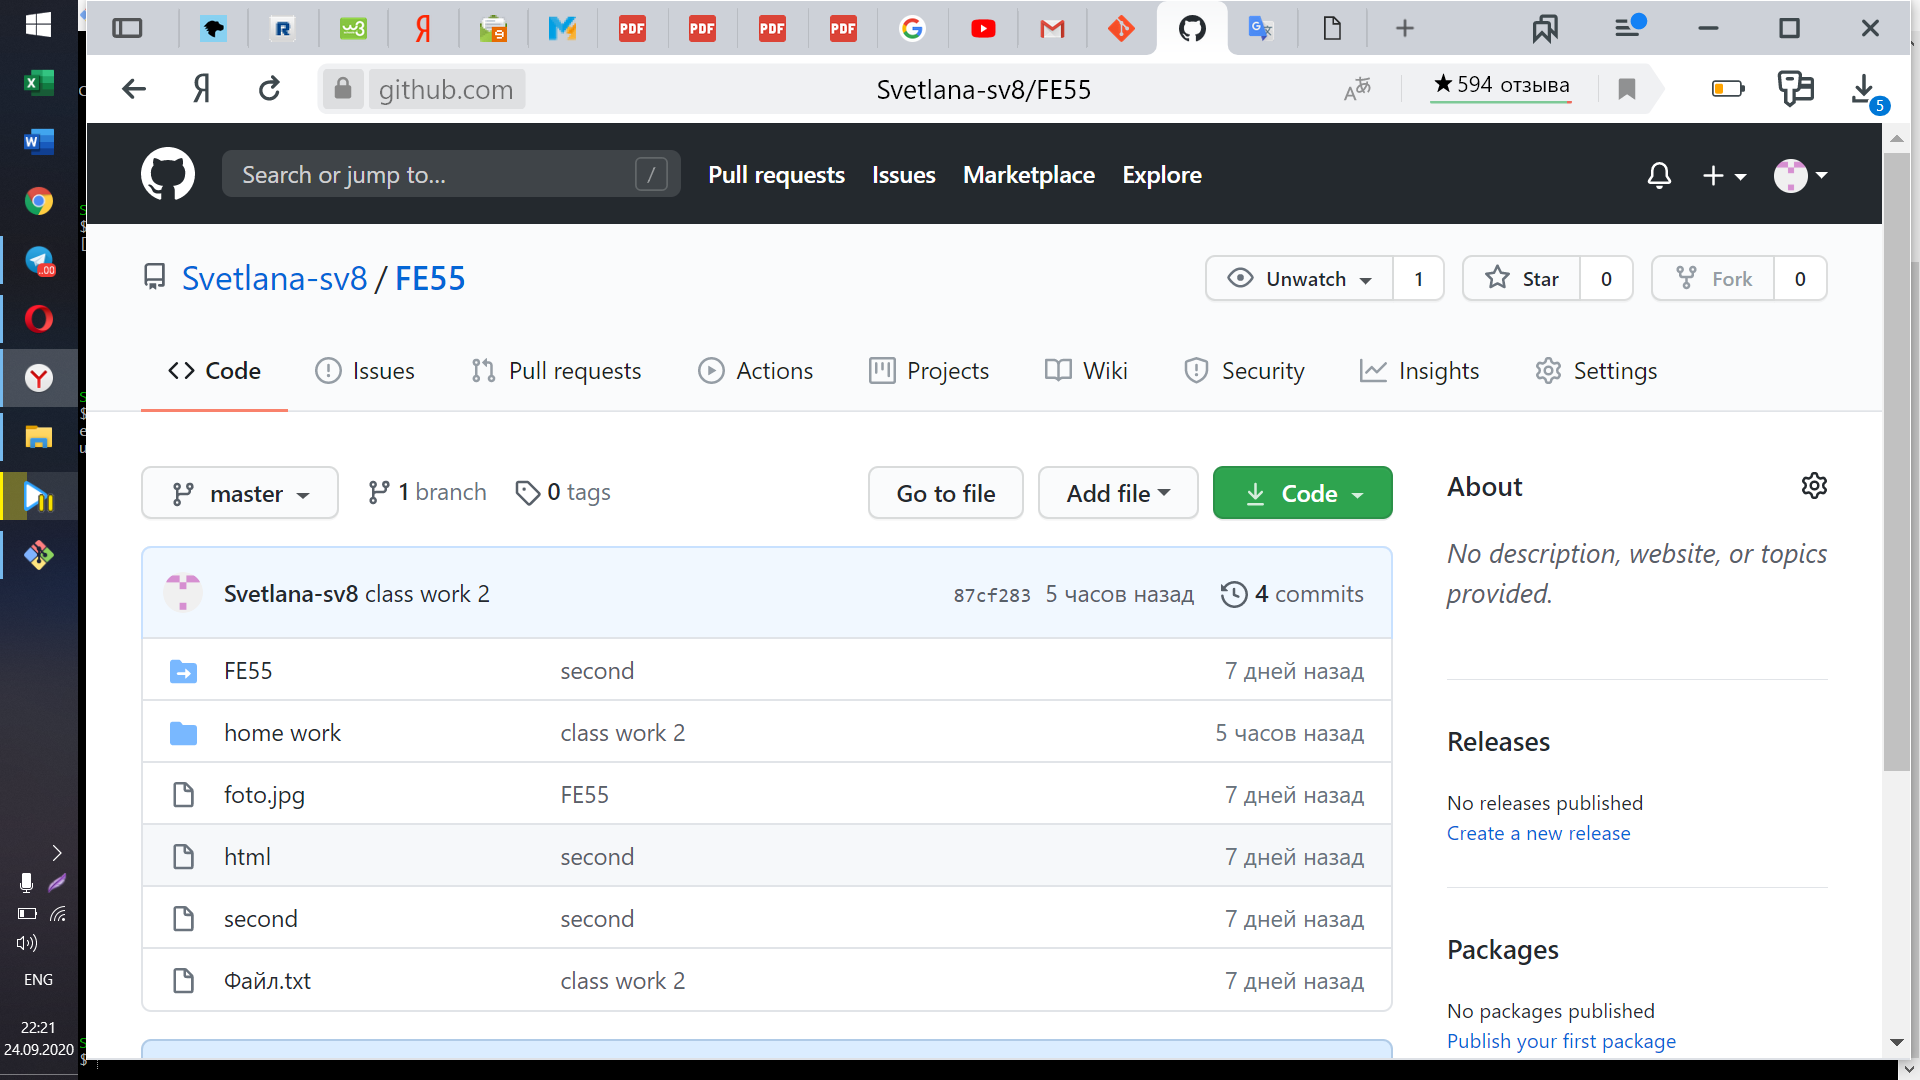 github.com
Svetlana-sv8/FE55
★594 отзыва
5
Search or jump to...
/
Pull requests
Issues
Marketplace
Explore
Svetlana-sv8 / FE55
Unwatch
1
Star
0
Fork
0
Code
Issues
Pull requests
Actions
Projects
Wiki
Security
Insights
Settings
master
1 branch
0 tags
Go to file
Add file
Code
Svetlana-sv8 class work 2
87cf283 5 часов назад
4 commits
FE55 second 7 дней назад
home work class work 2 5 часов назад
foto.jpg FE55 7 дней назад
html second 7 дней назад
second second 7 дней назад
Файл.txt class work 2 7 дней назад
About
No description, website, or topics
provided.
Releases
No releases published
Create a new release
Packages
No packages published
Publish your first package
ENG
22:21
24.09.2020